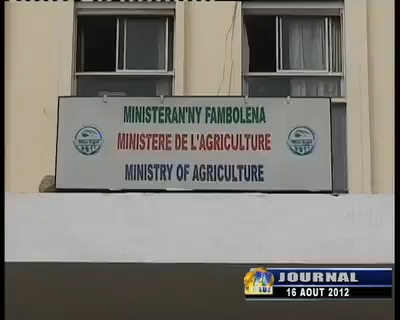 MINISTERAN'NY FAMBOLENA
MINISTERE DE L'AGRICULTURE
MINISTRY OF AGRICULTURE
JOURNAL
16 AOUT 2012